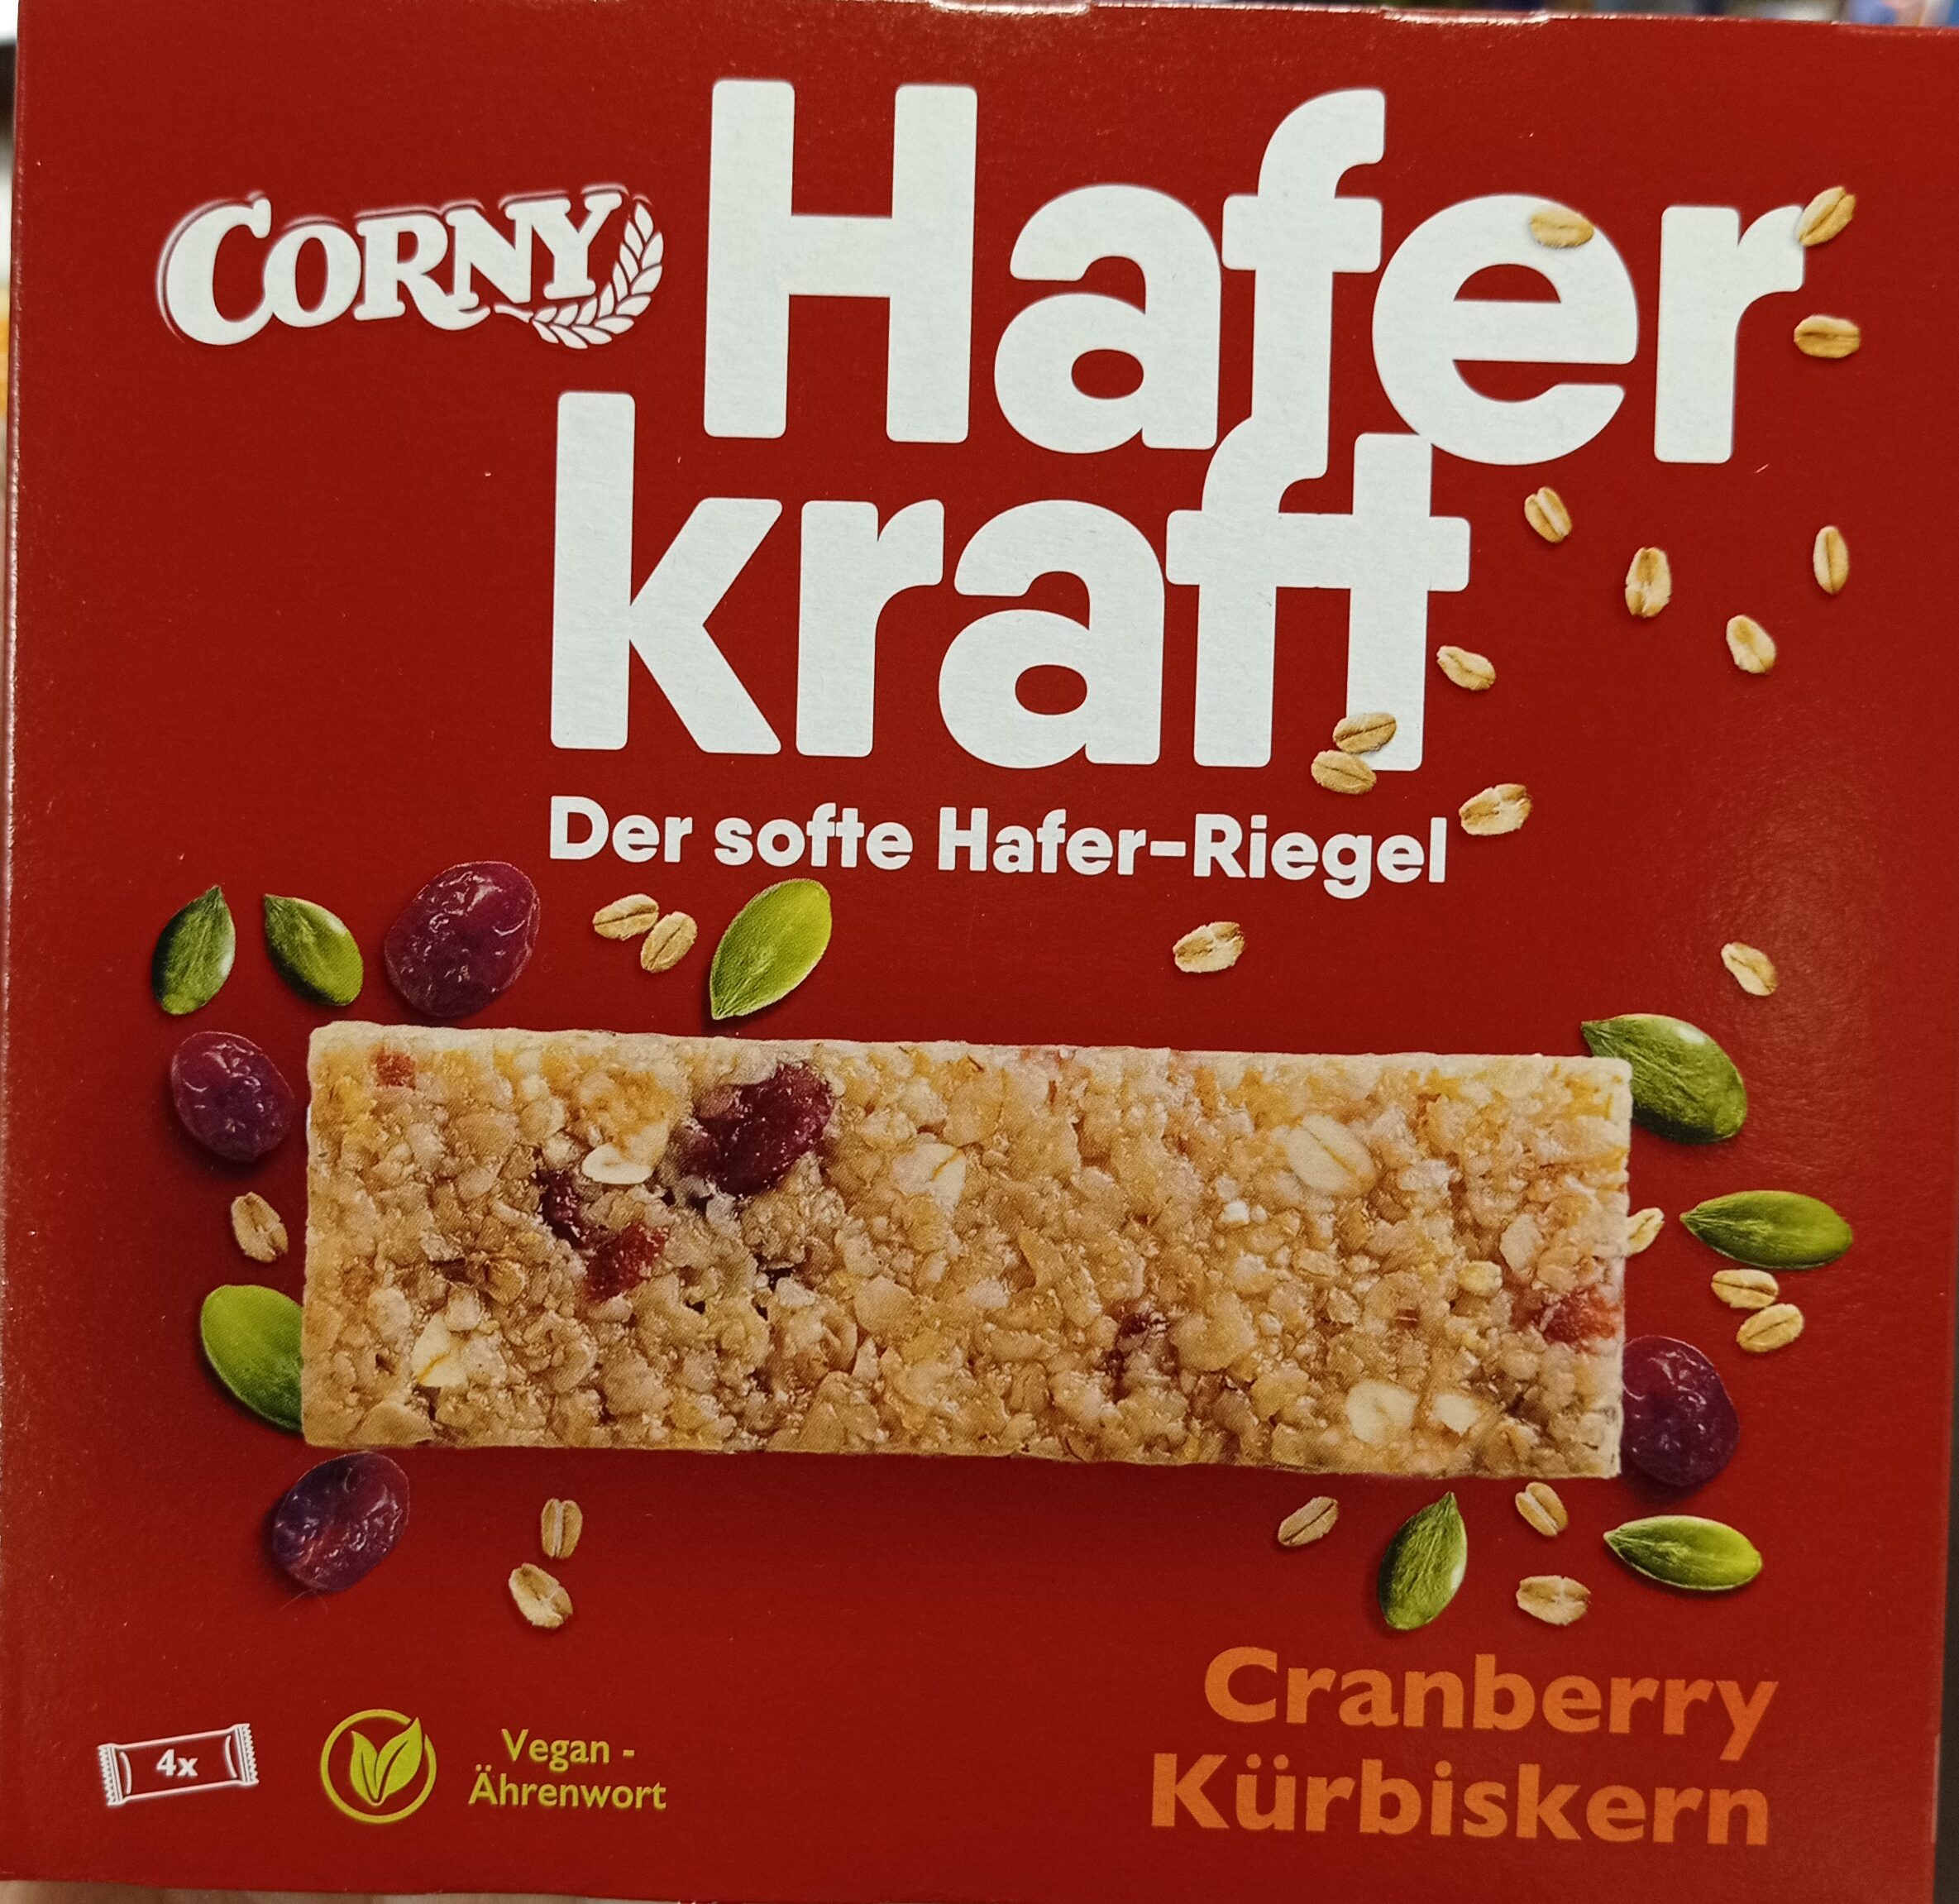 CORNY
Hafer
kraft
Der softe Hafer-Riegel
4x
Vegan -
Ährenwort
Cranberry
Kürbiskern